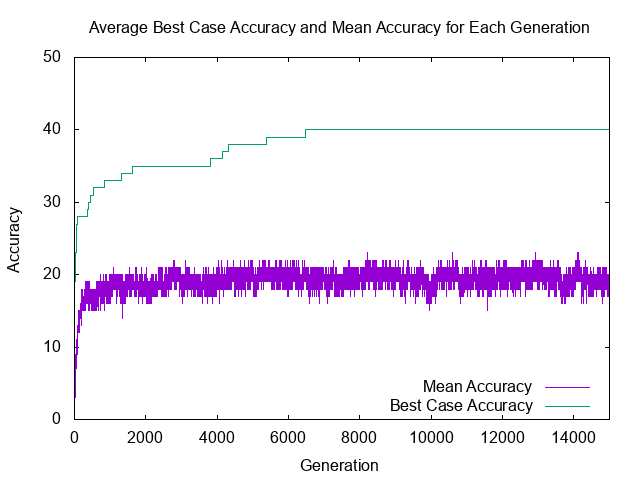 Average Best Case Accuracy and Mean Accuracy for Each Generation
50
40
30
20
10
0
Accuracy
Mean Accuracy
Best Case Accuracy
0 2000 4000 6000 8000 10000 12000 14000
Generation